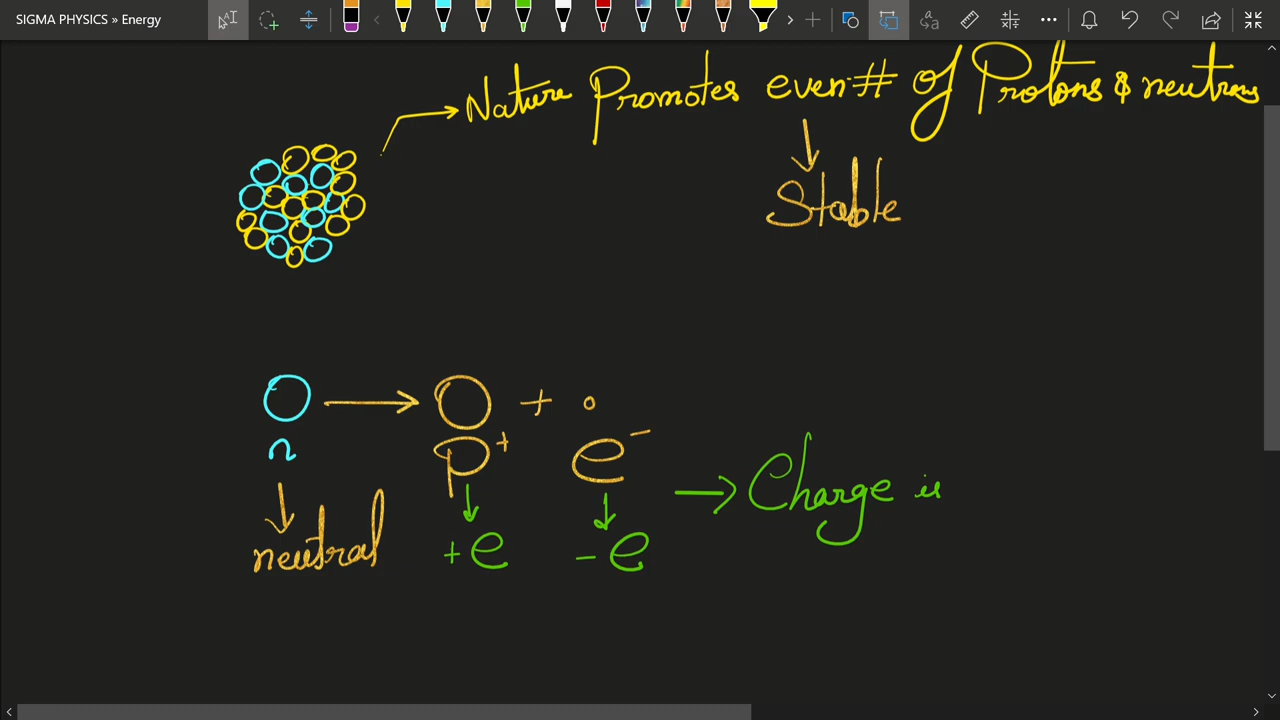 SIGMA PHYSICS » Energy
Nature Promotes even # of Protons & neutrons
Stable
n → p⁺ + e⁻
neutral +e -e → Charge is